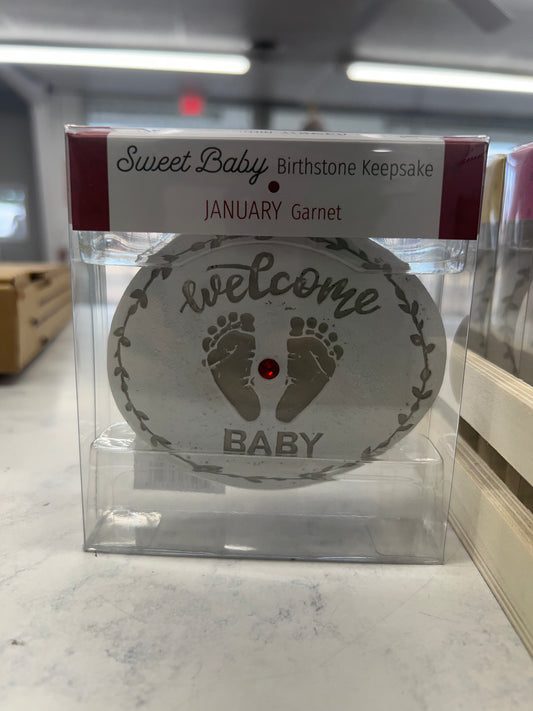 Sweet Baby Birthstone Keepsake
JANUARY Garnet
welcome
BABY